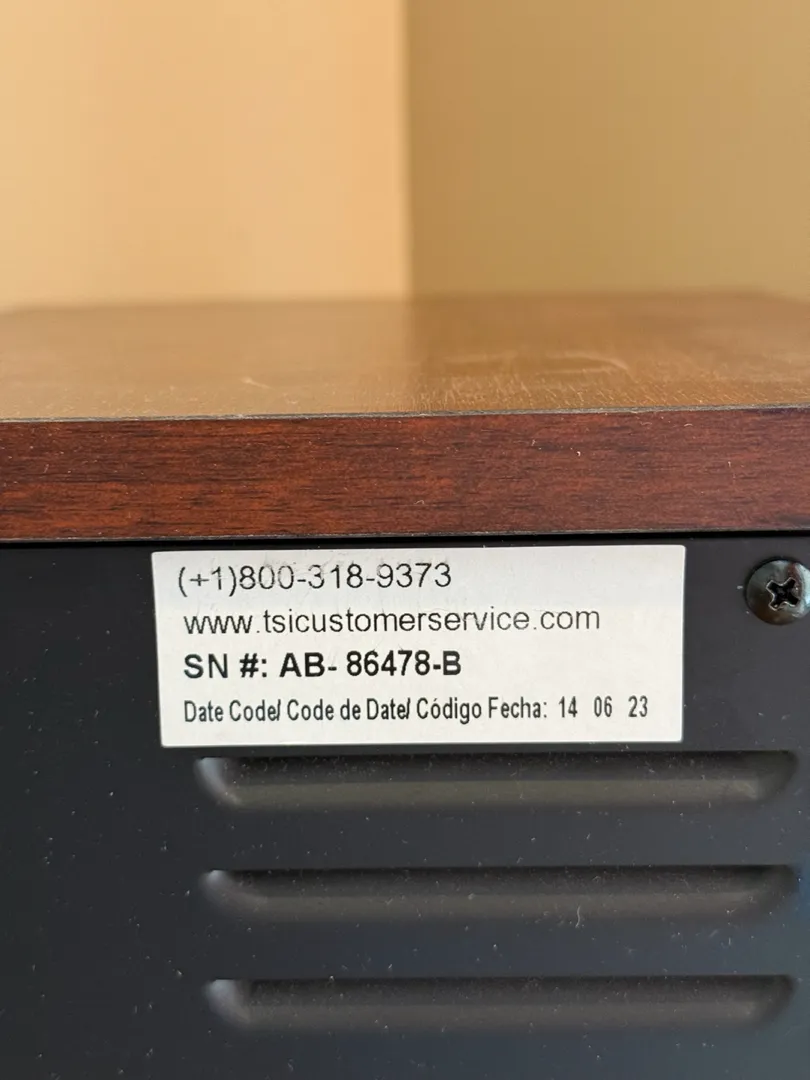 (+1)800-318-9373
www.tsicustomerservice.com
SN #: AB- 86478-B
Date Code/ Code de Date/ Código Fecha: 14 06 23